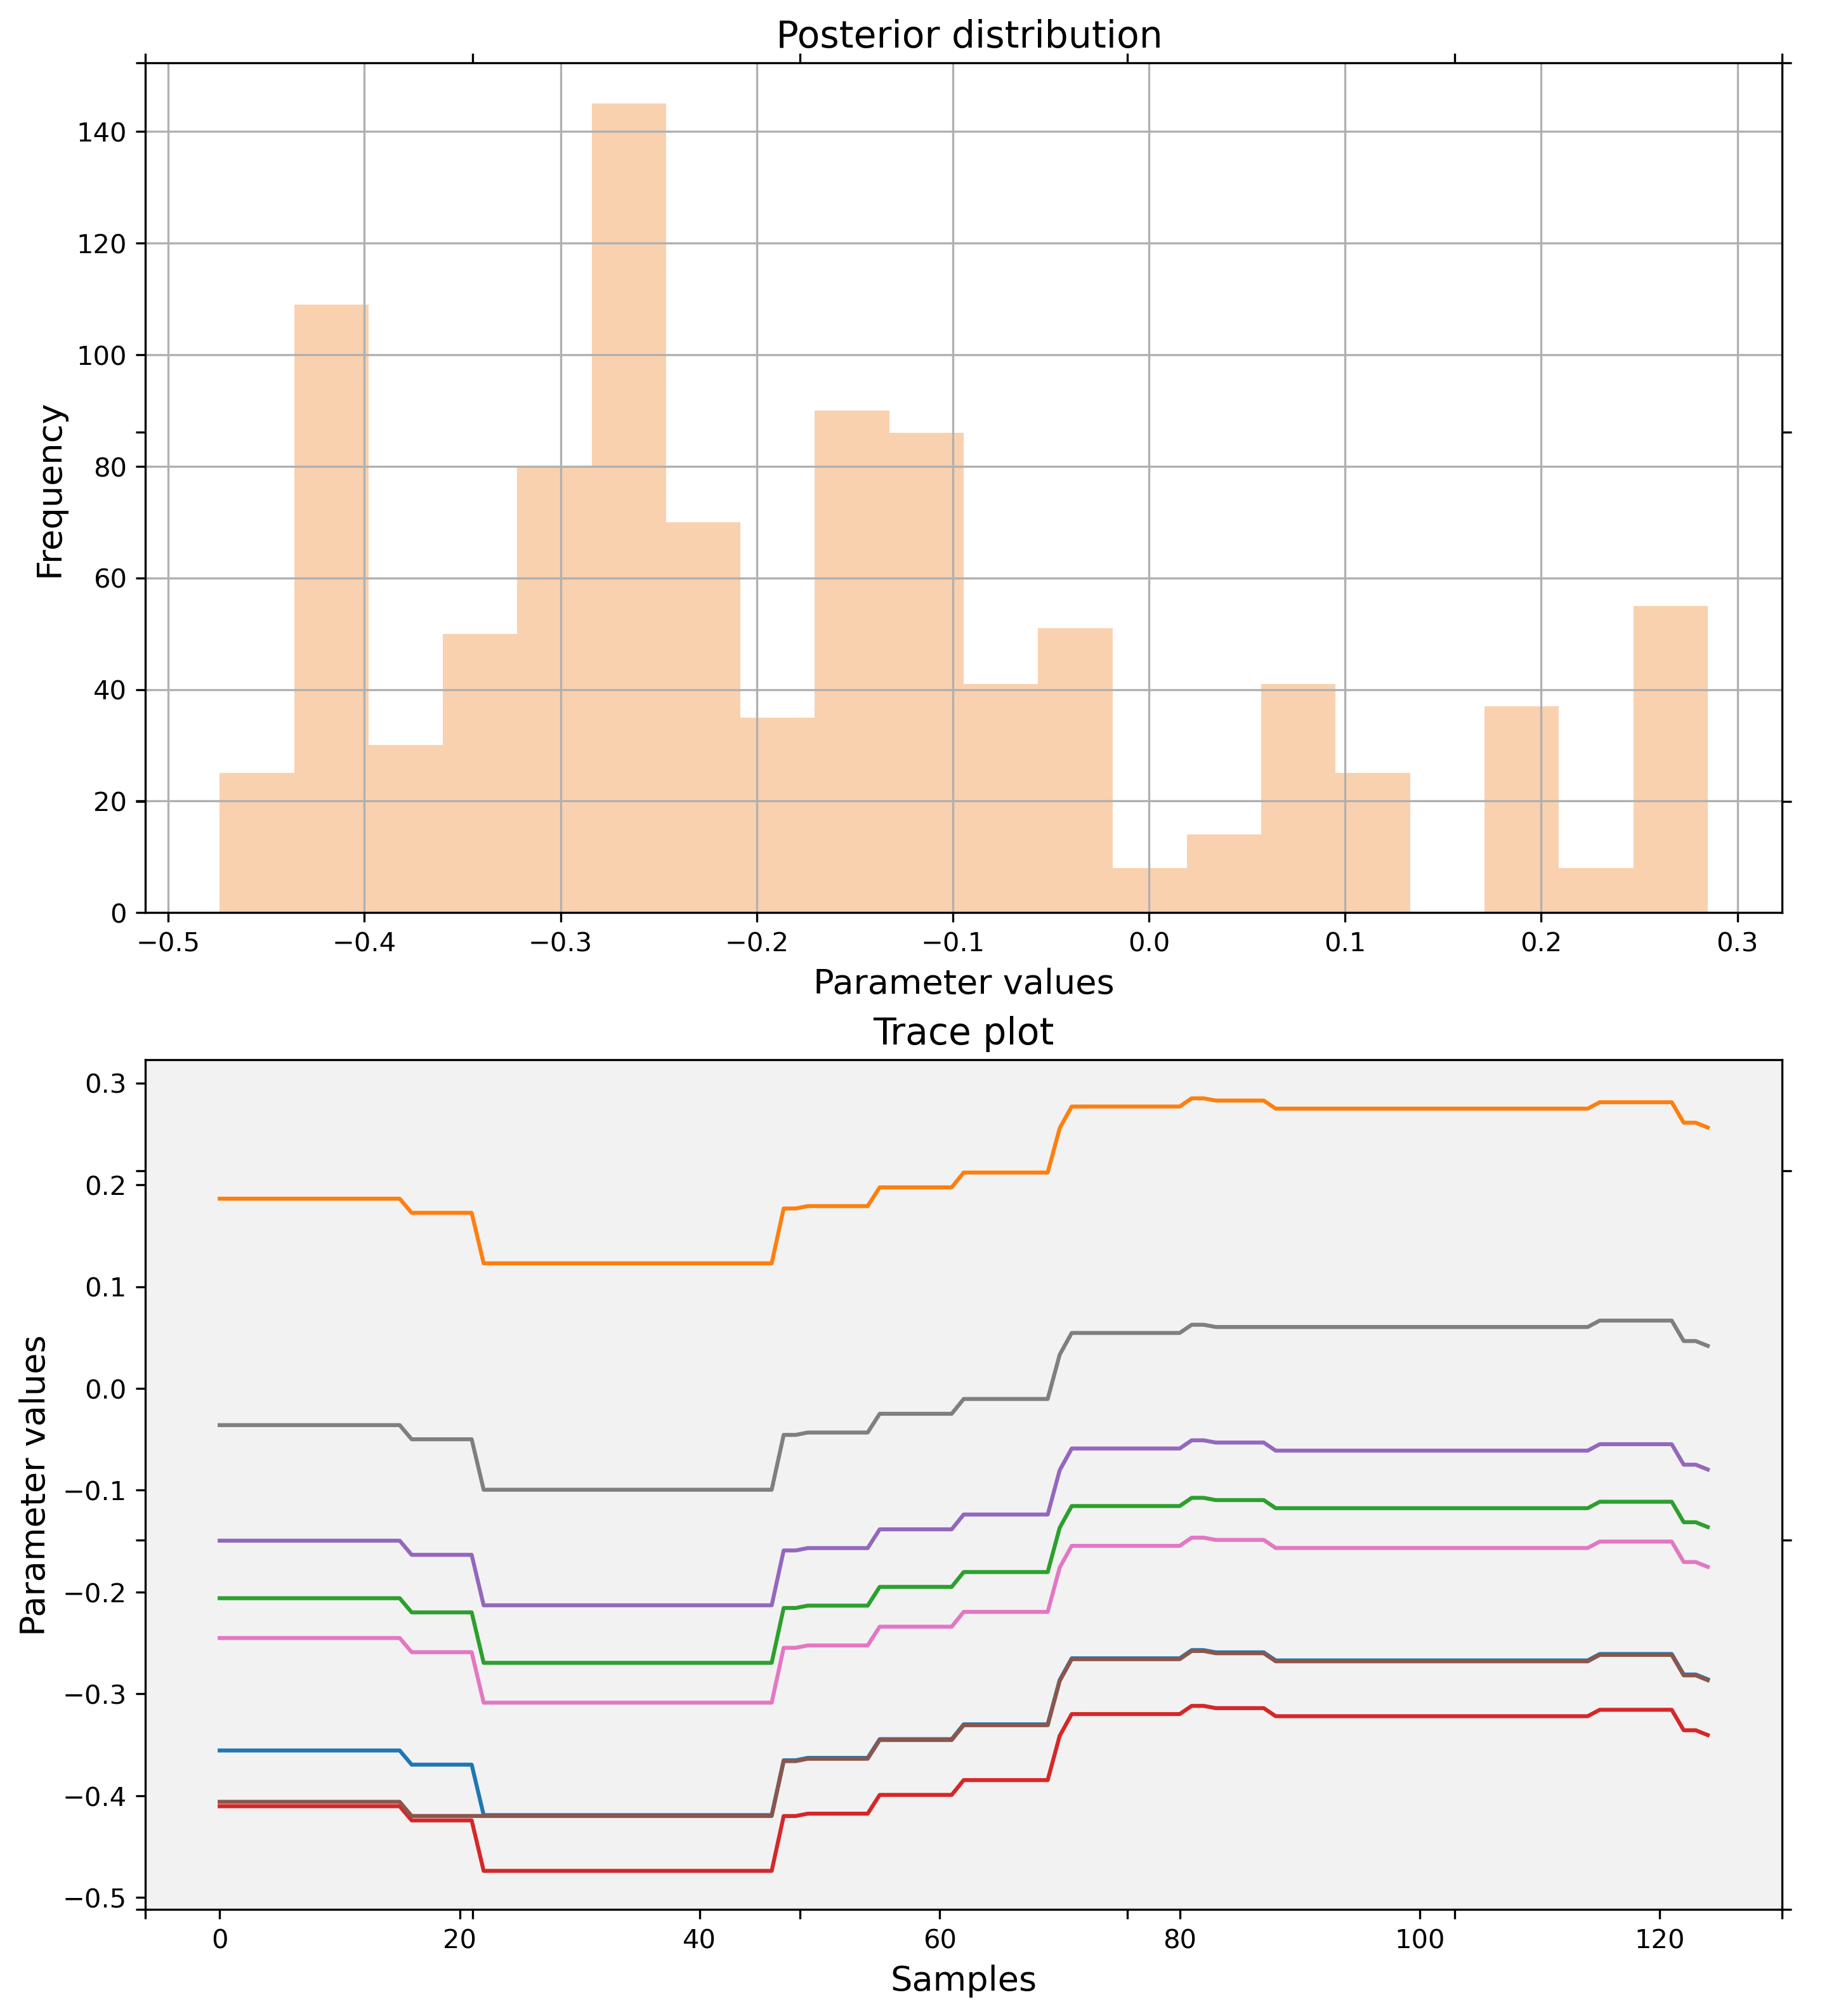 Posterior distribution
Frequency
140
120
100
80
60
40
20
0
−0.5 −0.4 −0.3 −0.2 −0.1 0.0 0.1 0.2 0.3
Parameter values
Trace plot
Parameter values
0.3
0.2
0.1
0.0
−0.1
−0.2
−0.3
−0.4
−0.5
0 20 40 60 80 100 120
Samples